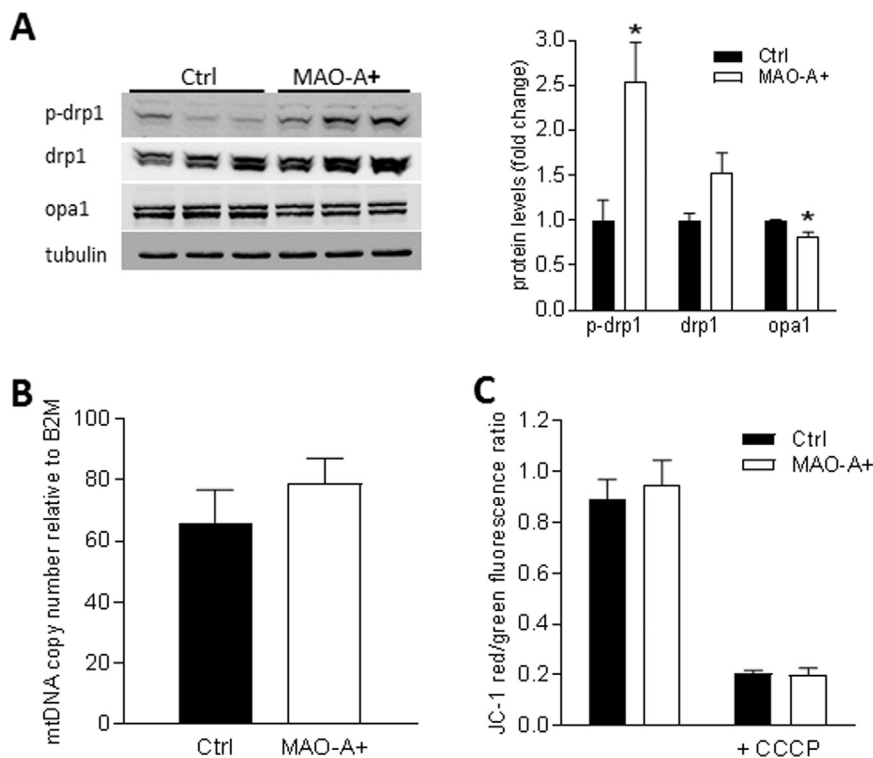 A
Ctrl MAO-A+
p-drp1
drp1
opa1
tubulin
protein levels (fold change)
3.0
2.5
2.0
1.5
1.0
0.5
0.0
*
*
Ctrl
MAO-A+
p-drp1 drp1 opa1
B
mtDNA copy number relative to B2M
100
80
60
40
20
0
Ctrl MAO-A+
C
JC-1 red/green fluorescence ratio
1.2
1.0
0.8
0.6
0.4
0.2
0.0
Ctrl
MAO-A+
+ CCCP